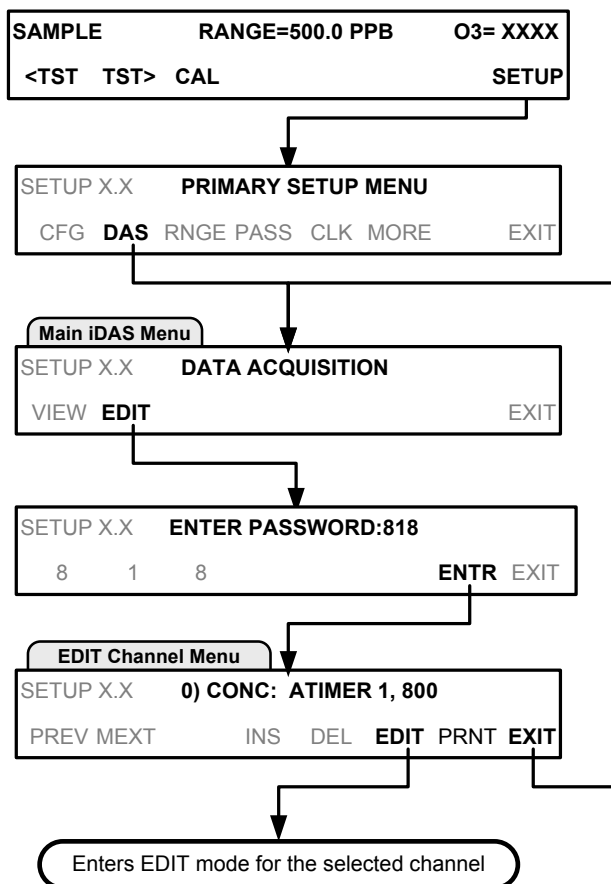 SAMPLE RANGE=500.0 PPB O3= XXXX
<TST TST> CAL SETUP
SETUP X.X PRIMARY SETUP MENU
CFG DAS RNGE PASS CLK MORE EXIT
Main iDAS Menu
SETUP X.X DATA ACQUISITION
VIEW EDIT EXIT
SETUP X.X ENTER PASSWORD:818
8 1 8 ENTR EXIT
EDIT Channel Menu
SETUP X.X 0) CONC: ATIMER 1, 800
PREV MEXT INS DEL EDIT PRNT EXIT
Enters EDIT mode for the selected channel